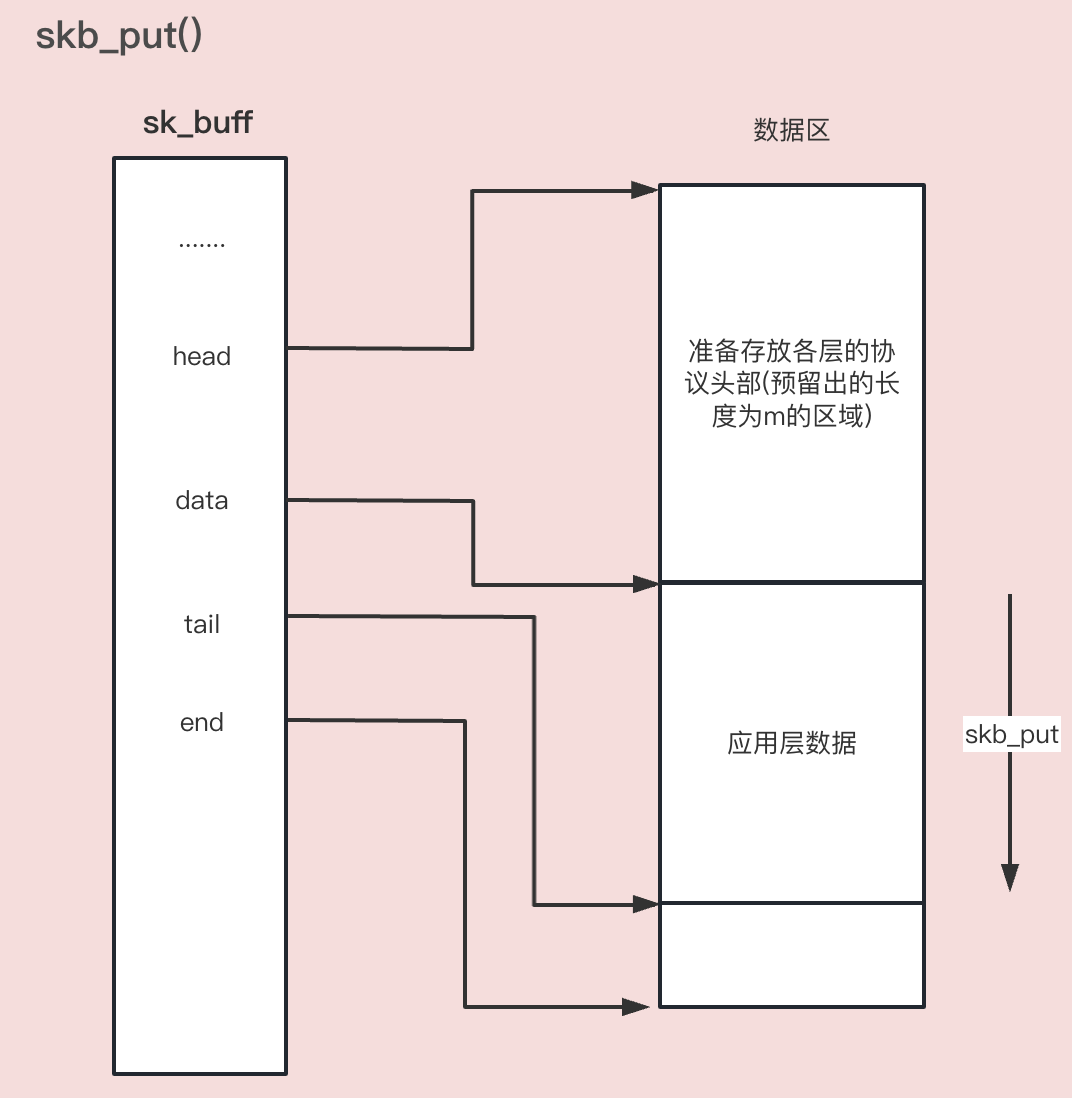 skb_put()
sk_buff
数据区
.......
head
准备存放各层的协
议头部(预留出的长
度为m的区域)
data
tail
end
应用层数据
skb_put